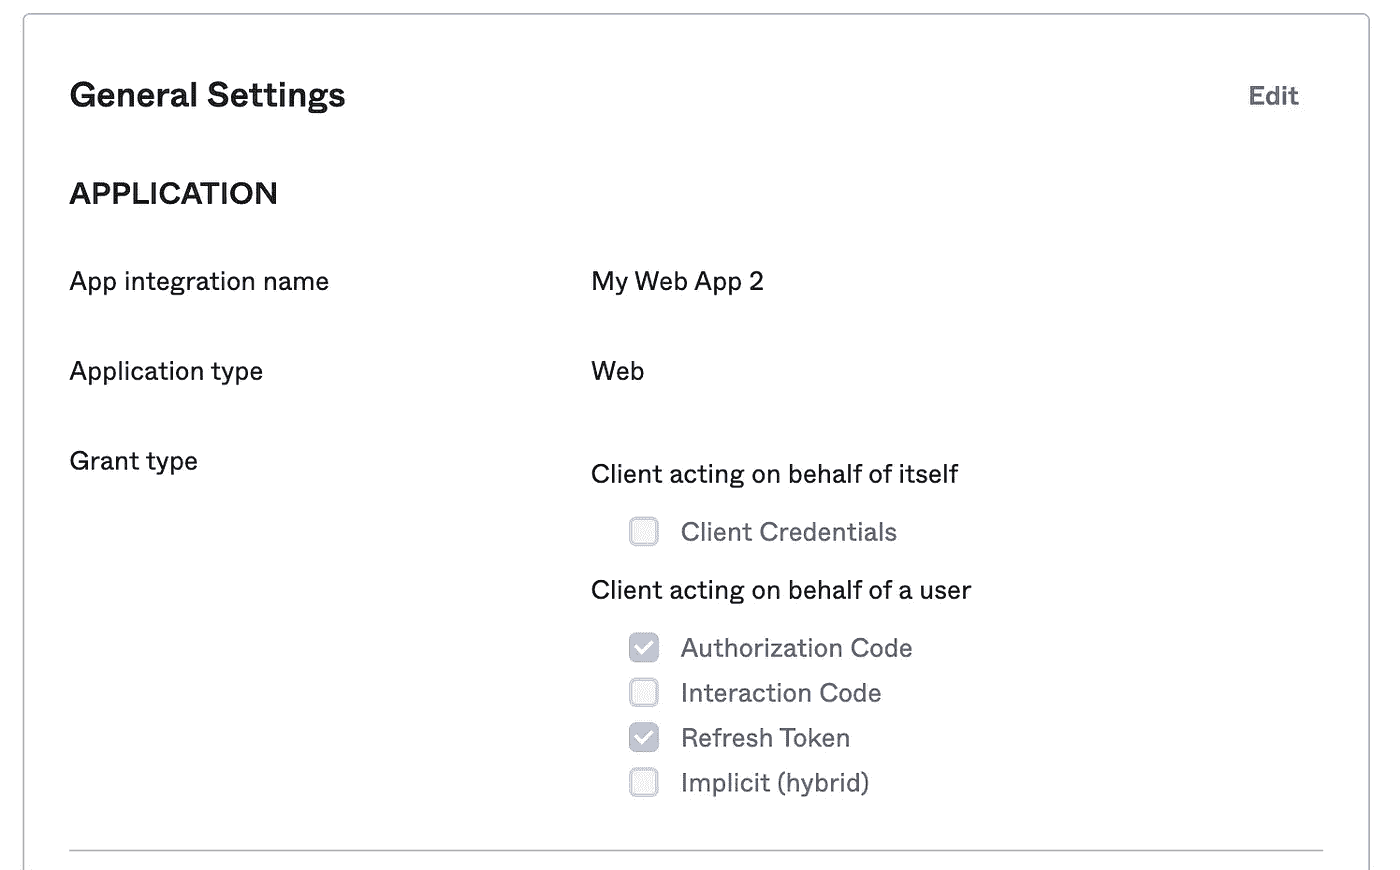 General Settings
Edit
APPLICATION
App integration name
My Web App 2
Application type
Web
Grant type
Client acting on behalf of itself
Client Credentials
Client acting on behalf of a user
Authorization Code
Interaction Code
Refresh Token
Implicit (hybrid)